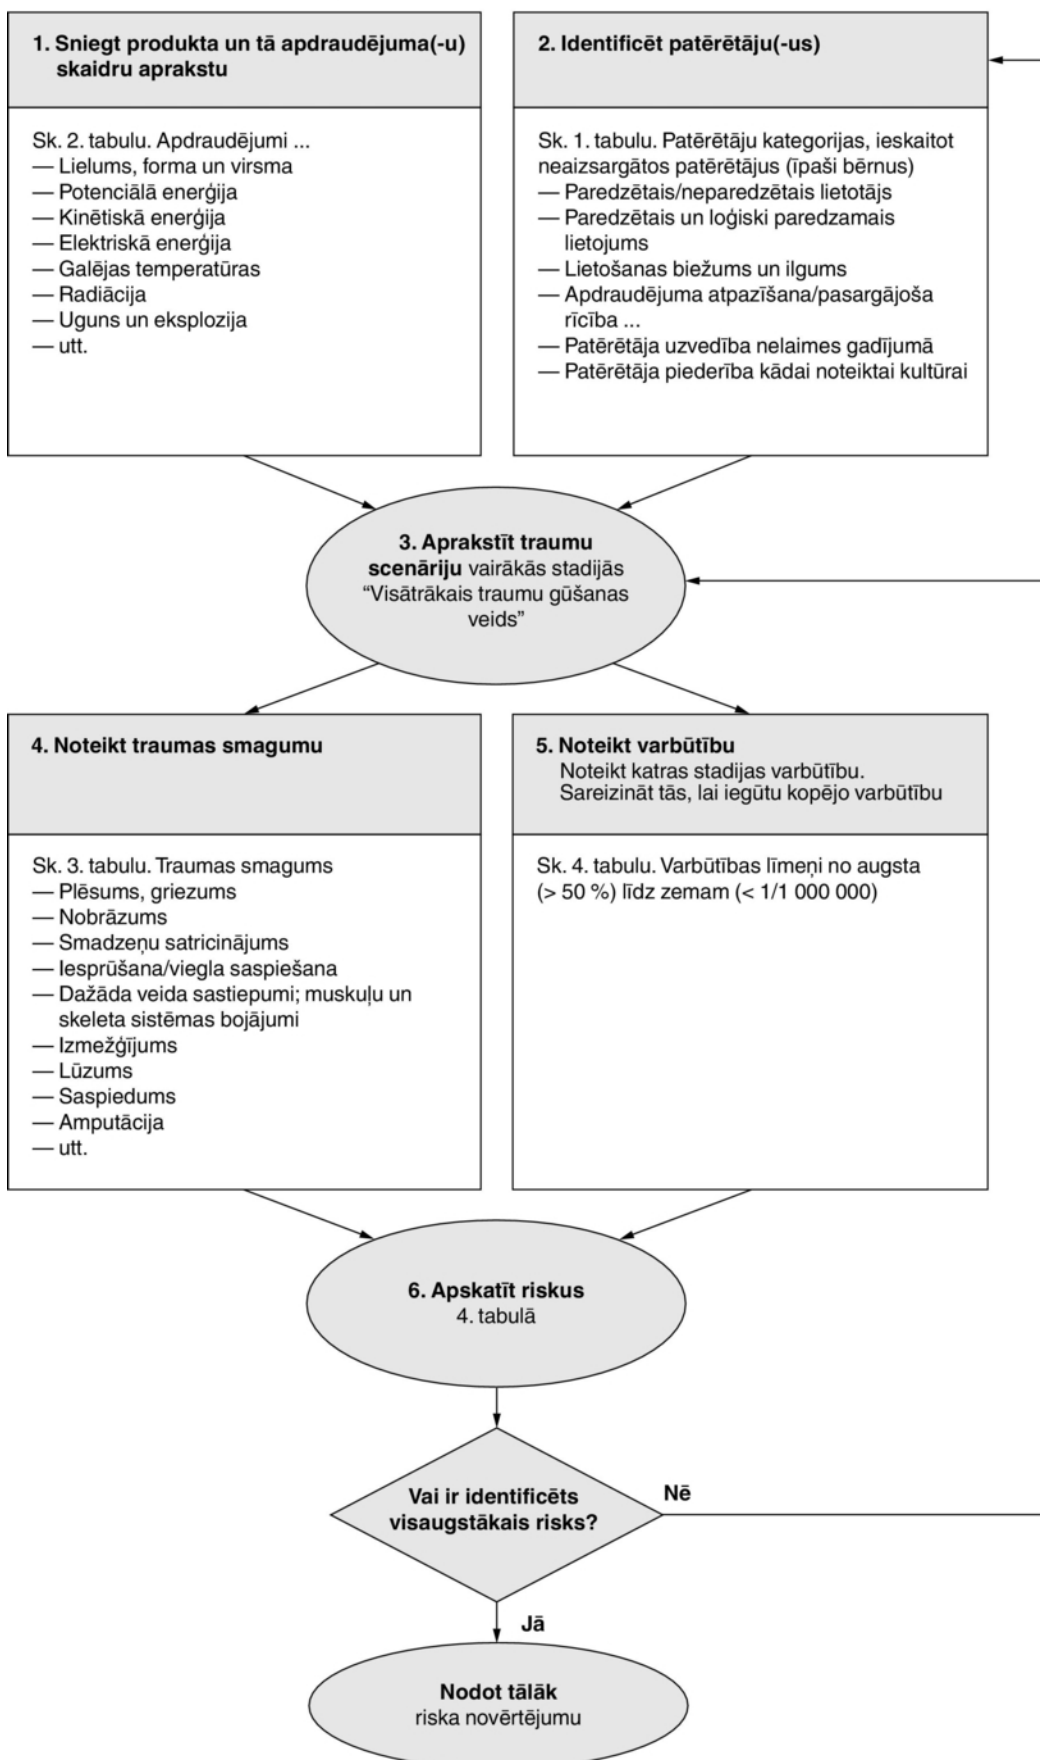 1. Sniegt produkta un tā apdraudējuma(-u)
skaidru aprakstu
Sk. 2. tabulu. Apdraudējumi ...
— Lielums, forma un virsma
— Potenciālā enerģija
— Kinētiskā enerģija
— Elektriskā enerģija
— Galējas temperatūras
— Radiācija
— Uguns un eksplozija
— utt.
2. Identificēt patērētāju(-us)
Sk. 1. tabulu. Patērētāju kategorijas, ieskaitot
neaizsargātos patērētājus (īpaši bērnus)
— Paredzētais/neparedzētais lietotājs
— Paredzētais un loģiski paredzamais
lietojums
— Lietošanas biežums un ilgums
— Apdraudējuma atpazīšana/pasargājoša
rīcība ...
— Patērētāja uzvedība nelaimes gadījumā
— Patērētāja piederība kādai noteiktai kultūrai
3. Aprakstīt traumu
scenāriju vairākās stadijās
“Visātrākais traumu gūšanas
veids”
4. Noteikt traumas smagumu
Sk. 3. tabulu. Traumas smagums
— Plēsums, griezums
— Nobrāzums
— Smadzeņu satricinājums
— Iesprūšana/viegla saspiešana
— Dažāda veida sastiepumi; muskuļu un
skeleta sistēmas bojājumi
— Izmežģījums
— Lūzums
— Saspiedums
— Amputācija
— utt.
5. Noteikt varbūtību
Noteikt katras stadijas varbūtību.
Sareizināt tās, lai iegūtu kopējo varbūtību
Sk. 4. tabulu. Varbūtības līmeņi no augsta
(> 50 %) līdz zemam (< 1/1 000 000)
6. Apskatīt riskus
4. tabulā
Vai ir identificēts
visaugstākais risks?
Nē
Jā
Nodot tālāk
riska novērtējumu